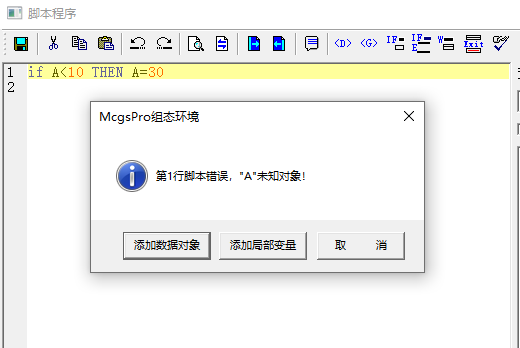 脚本程序
<D>
<G>
IF
IF
E
W
Exit
1 if A<10 THEN A=30
2
McgsPro组态环境
第1行脚本错误，"A"未知对象!
添加数据对象
添加局部变量
取 消